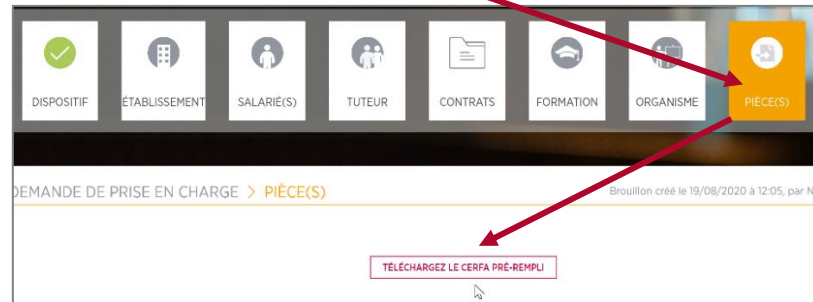 DISPOSITIF
ÉTABLISSEMENT
SALARIÉ(S)
TUTEUR
CONTRATS
FORMATION
ORGANISME
PIÈCE(S)
DEMANDE DE PRISE EN CHARGE > PIÈCE(S)
Brouillon créé le 19/08/2020 à 12:05, par N
TÉLÉCHARGEZ LE CERFA PRÉ-REMPLI